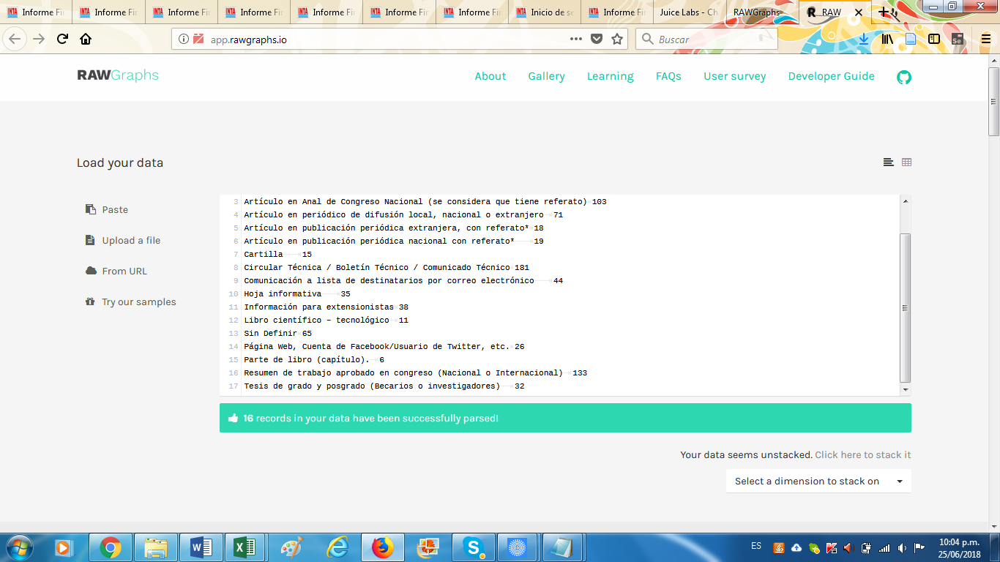 Informe Fir
Informe Fir
Informe Fir
Informe Fir
Informe Fir
Informe Fir
Informe Fir
Inicio de se
Informe Fir
Juice Labs - Ch
RAWGraphs
RAW
app.rawgraphs.io
Buscar
RAWGraphs
About
Gallery
Learning
FAQs
User survey
Developer Guide
Load your data
Paste
Upload a file
From URL
Try our samples
3 Artículo en Anal de Congreso Nacional (se considera que tiene referato) 103
4 Artículo en periódico de difusión local, nacional o extranjero 71
5 Artículo en publicación periódica extranjera, con referato* 18
6 Artículo en publicación periódica nacional con referato* 19
7 Cartilla 15
8 Circular Técnica / Boletín Técnico / Comunicado Técnico 181
9 Comunicación a lista de destinatarios por correo electrónico 44
10 Hoja informativa 35
11 Información para extensionistas 38
12 Libro científico – tecnológico 11
13 Sin Definir 65
14 Página Web, Cuenta de Facebook/Usuario de Twitter, etc. 26
15 Parte de libro (capítulo). 6
16 Resumen de trabajo aprobado en congreso (Nacional o Internacional) 133
17 Tesis de grado y posgrado (Becarios o investigadores) 32
16 records in your data have been successfully parsed!
Your data seems unstacked. Click here to stack it
Select a dimension to stack on
ES
10:04 p.m.
25/06/2018